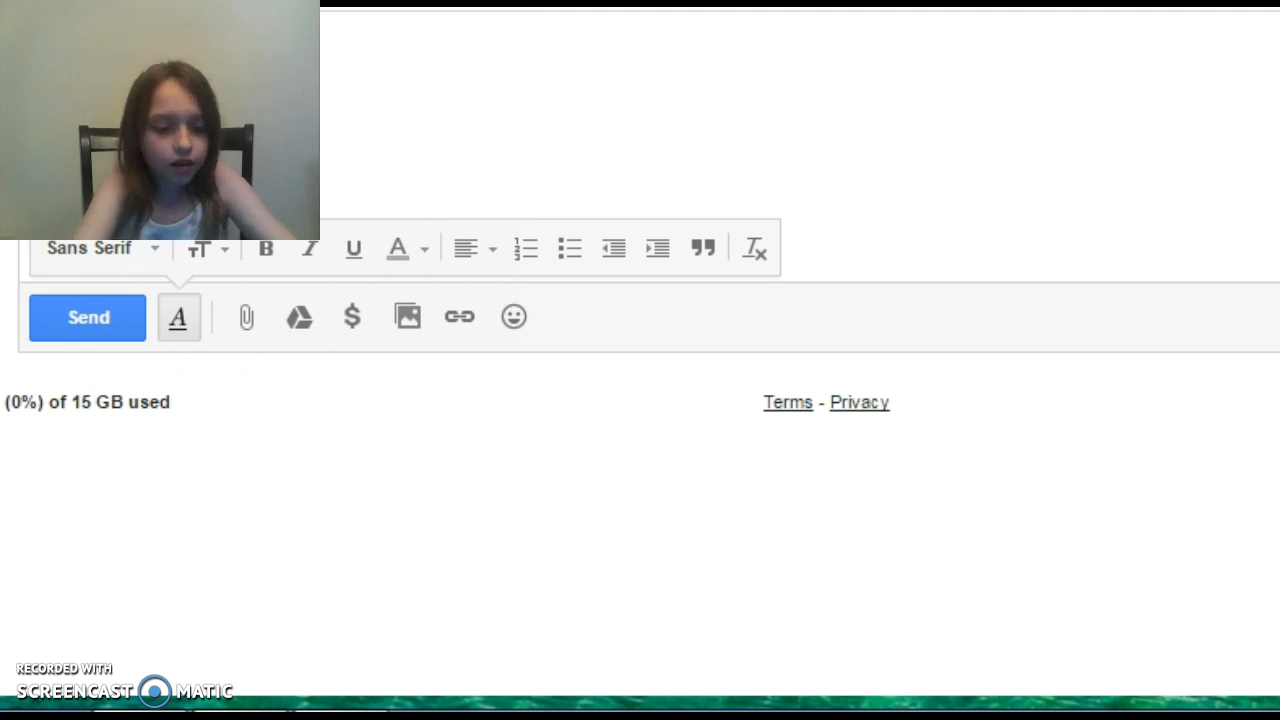 Sans Serif
B I U A
Send A $
(0%) of 15 GB used
Terms - Privacy
RECORDED WITH
SCREENCAST MATIC